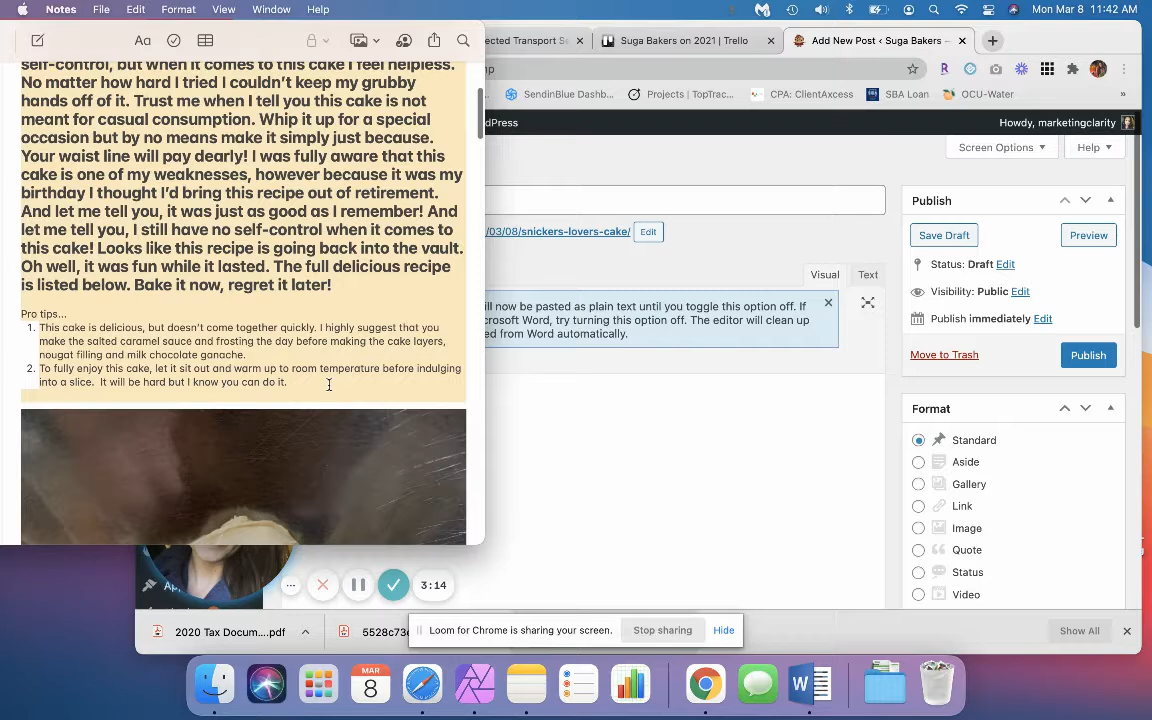 Notes File Edit Format View Window Help
Mon Mar 8 11:42 AM
ected Transport Se
Suga Bakers on 2021 | Trello
Add New Post ‹ Suga Bakers —
SendinBlue Dashb...
Projects | TopTrac...
CPA: ClientAxcess
SBA Loan
OCU-Water
»
Howdy, marketingclarity
Screen Options
Help
self-control, but when it comes to this cake I feel helpless.
No matter how hard I tried I couldn't keep my grubby
hands off of it. Trust me when I tell you this cake is not
meant for casual consumption. Whip it up for a special
occasion but by no means make it simply just because.
Your waist line will pay dearly! I was fully aware that this
cake is one of my weaknesses, however because it was my
birthday I thought I'd bring this recipe out of retirement.
And let me tell you, it was just as good as I remember! And
let me tell you, I still have no self-control when it comes to
this cake! Looks like this recipe is going back into the vault.
Oh well, it was fun while it lasted. The full delicious recipe
is listed below. Bake it now, regret it later!
Pro tips...
1. This cake is delicious, but doesn't come together quickly. I highly suggest that you
make the salted caramel sauce and frosting the day before making the cake layers,
nougat filling and milk chocolate ganache.
2. To fully enjoy this cake, let it sit out and warm up to room temperature before indulging
into a slice. It will be hard but I know you can do it.
/03/08/snickers-lovers-cake/
Edit
Visual
Text
ill now be pasted as plain text until you toggle this option off. If
crosoft Word, try turning this option off. The editor will clean up
ed from Word automatically.
Publish
Save Draft
Preview
Status: Draft Edit
Visibility: Public Edit
Publish immediately Edit
Move to Trash
Publish
Format
Standard
Aside
Gallery
Link
Image
Quote
Status
Video
3:14
Loom for Chrome is sharing your screen.
Stop sharing
Hide
2020 Tax Docum....pdf
5528c73e
Show All
MAR
8